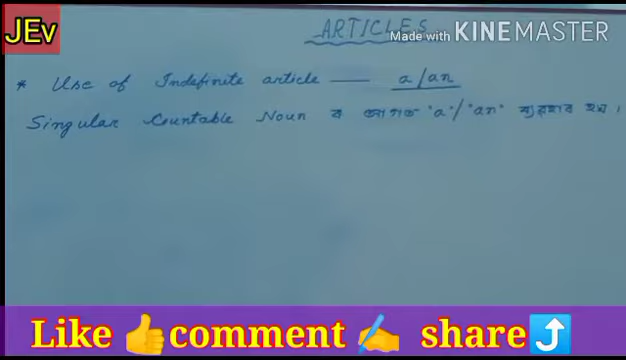 JEv
ARTICLES
Made with KINEMASTER
* Use of Indefinite article — a/an
Singular Countable Noun ৰ আগত "a"/"an" ব্যৱহাৰ হয়।
Like 👍 comment ✍ share ⤴